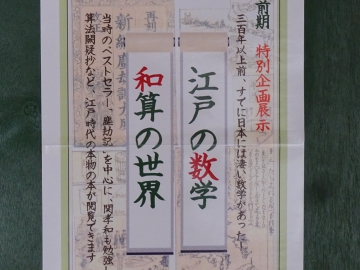 前期
特別企画展示
三百年以上前、すでに日本には凄い数学があった
江戸の数学
和算の世界
当時のベストセラー「塵劫記」を中心に、関孝和も勉強
算法闕疑抄など、江戸時代の本物の本が閲覧できます